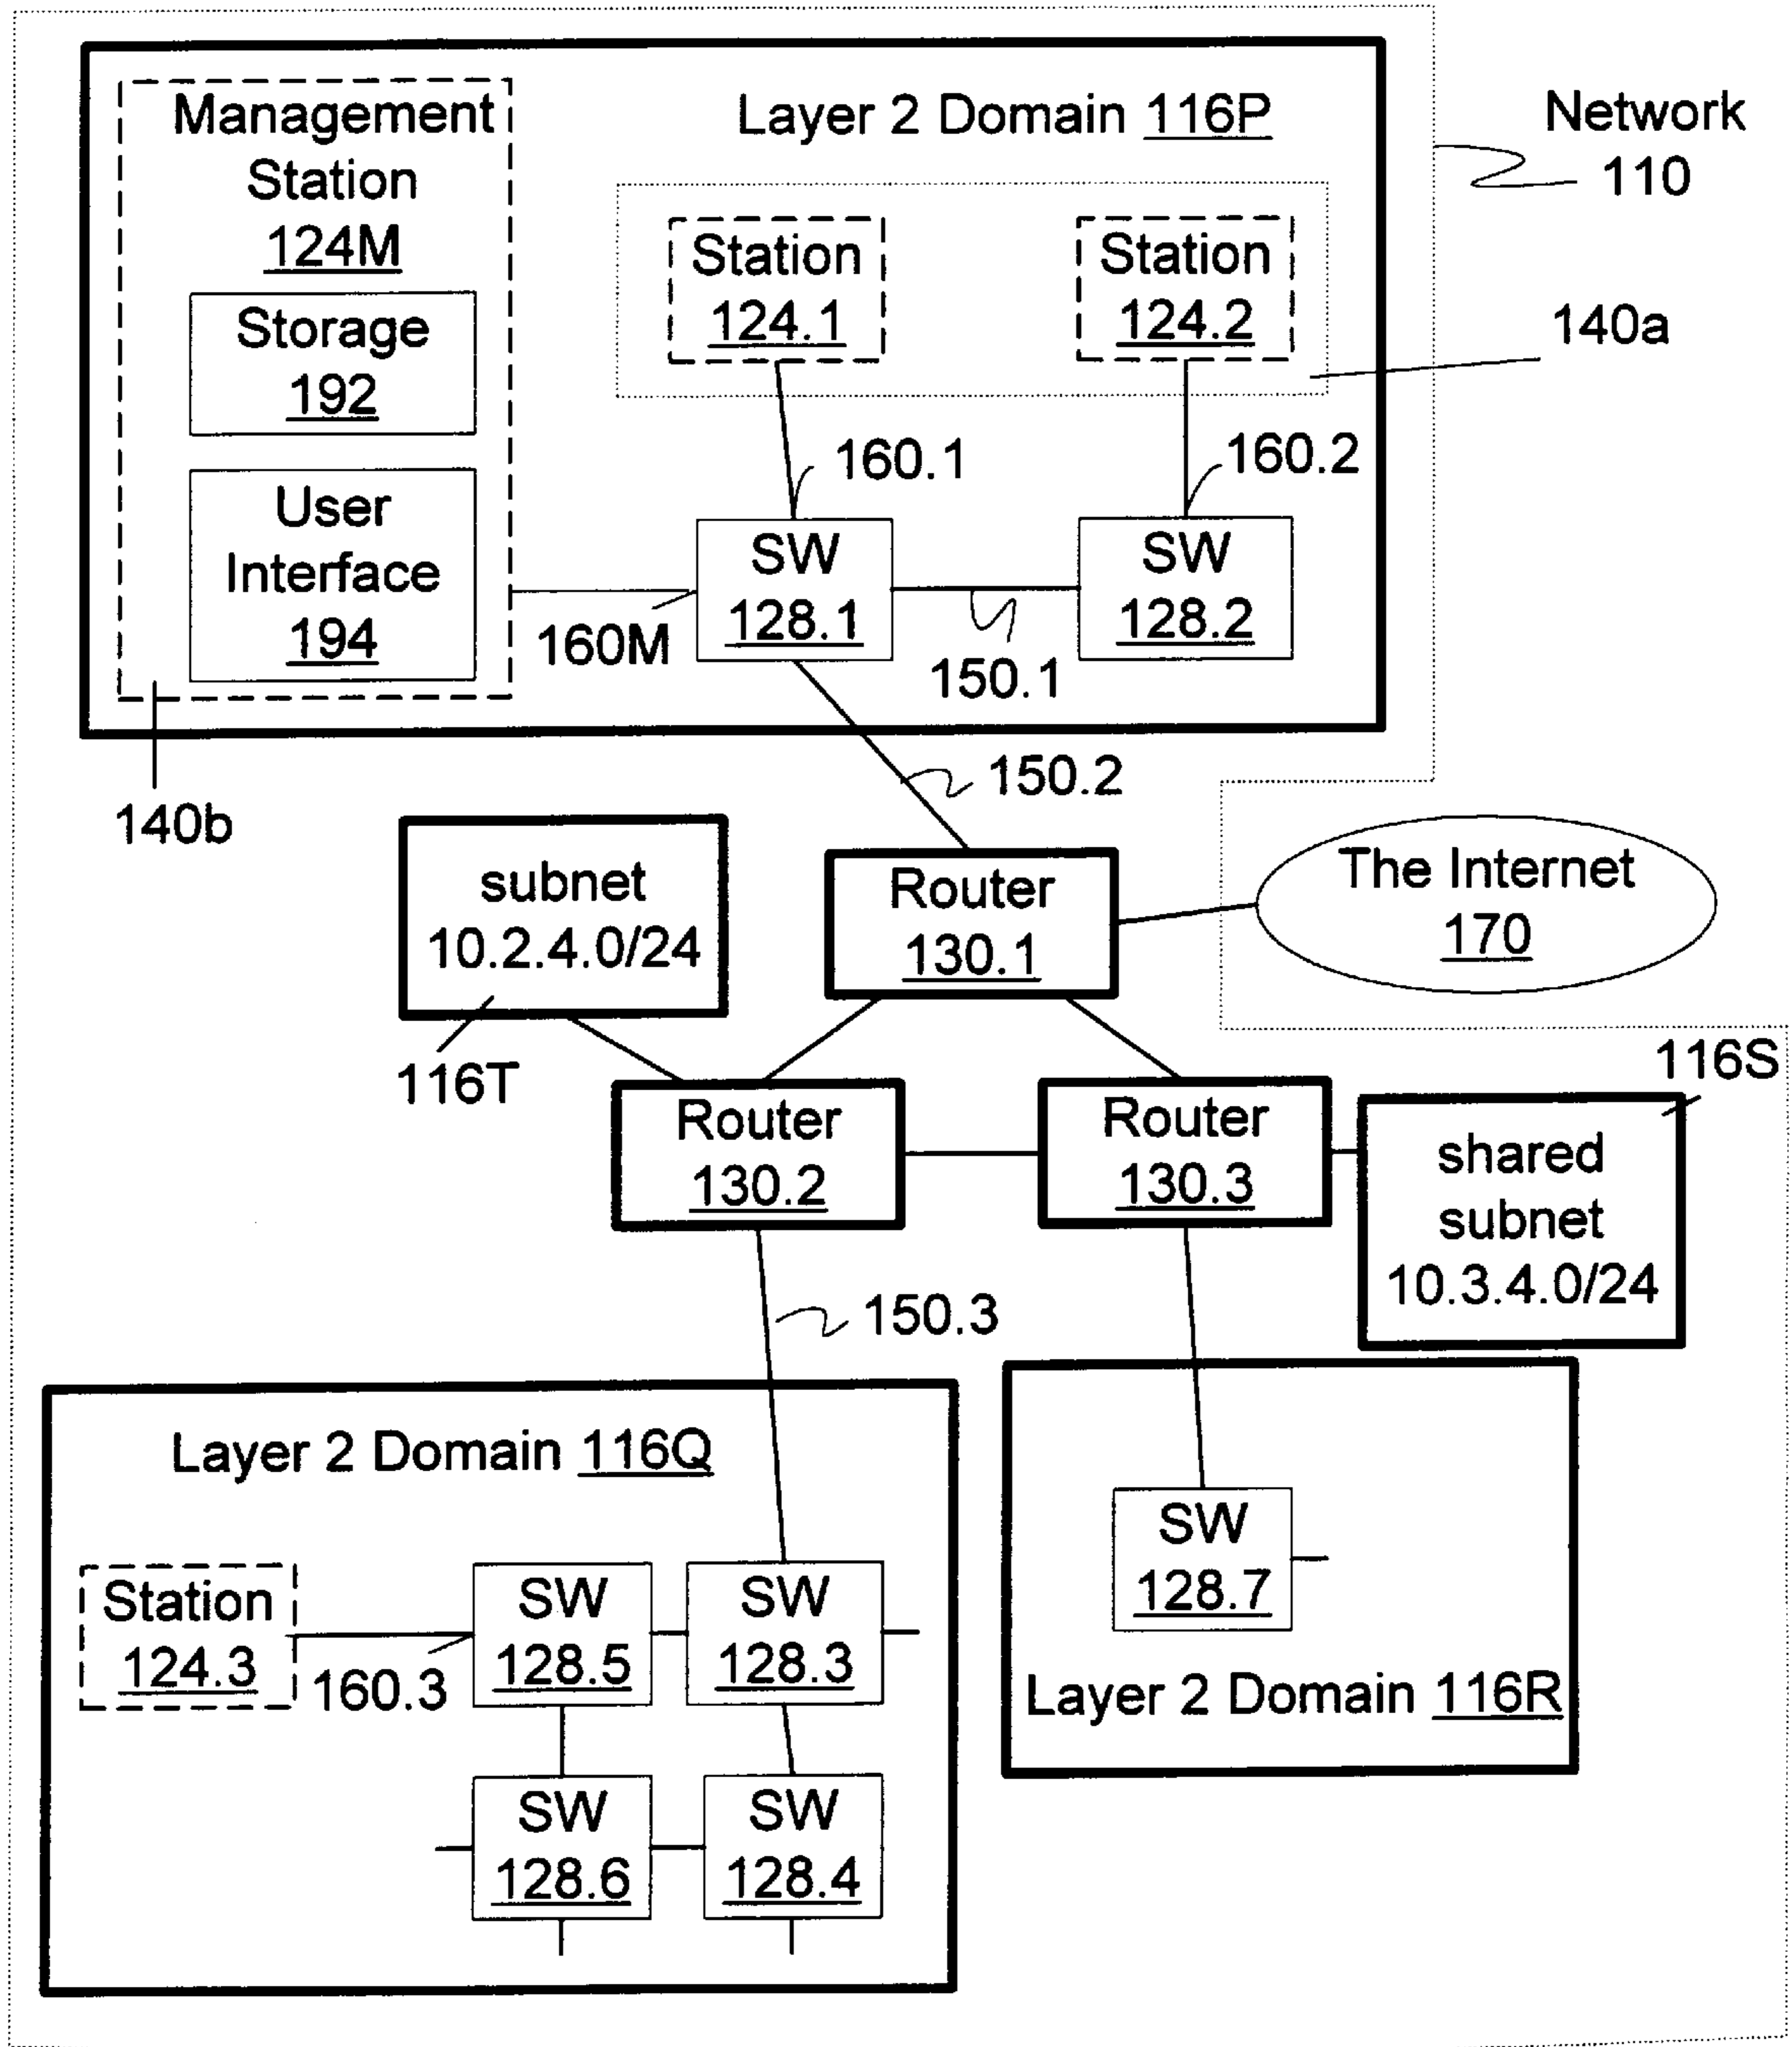 Management
Station
124M
Storage
192
User
Interface
194
Layer 2 Domain 116P
Network
110
Station
124.1
Station
124.2
140a
160.1
160.2
SW
128.1
SW
128.2
160M
150.1
150.2
140b
subnet
10.2.4.0/24
Router
130.1
The Internet
170
116T
116S
Router
130.2
Router
130.3
shared
subnet
10.3.4.0/24
150.3
Layer 2 Domain 116Q
Station
124.3
160.3
SW
128.5
SW
128.3
SW
128.6
SW
128.4
SW
128.7
Layer 2 Domain 116R